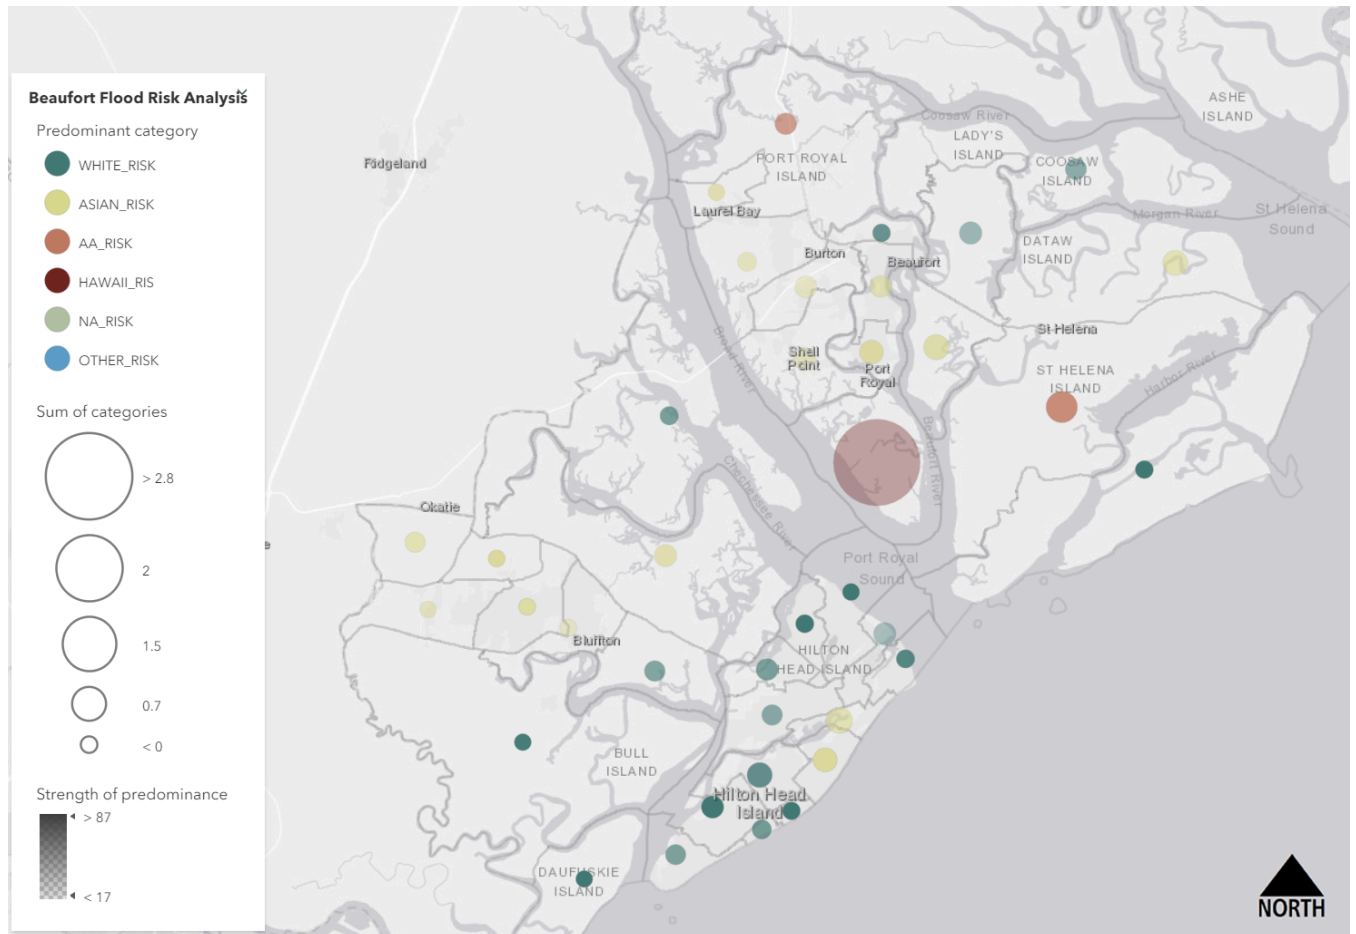 Beaufort Flood Risk Analysis
Predominant category
WHITE_RISK
ASIAN_RISK
AA_RISK
HAWAII_RIS
NA_RISK
OTHER_RISK
Sum of categories
> 2.8
2
1.5
0.7
< 0
Strength of predominance
> 87
< 17
ASHE
ISLAND
Coosaw River
LADY'S
ISLAND
Ridgeland
PORT ROYAL
ISLAND
COOSAW
ISLAND
Laurel Bay
Morgan River
St Helena
Sound
DATAW
ISLAND
Burton
Beaufort
St Helena
Broad River
Shell
Point
Port
Royal
ST HELENA
ISLAND
Harbor River
Beaufort River
Chechessee River
Okatie
e
Port Royal
Sound
Bluffton
HILTON
HEAD ISLAND
BULL
ISLAND
Hilton Head
Island
DAUFUSKIE
ISLAND
NORTH